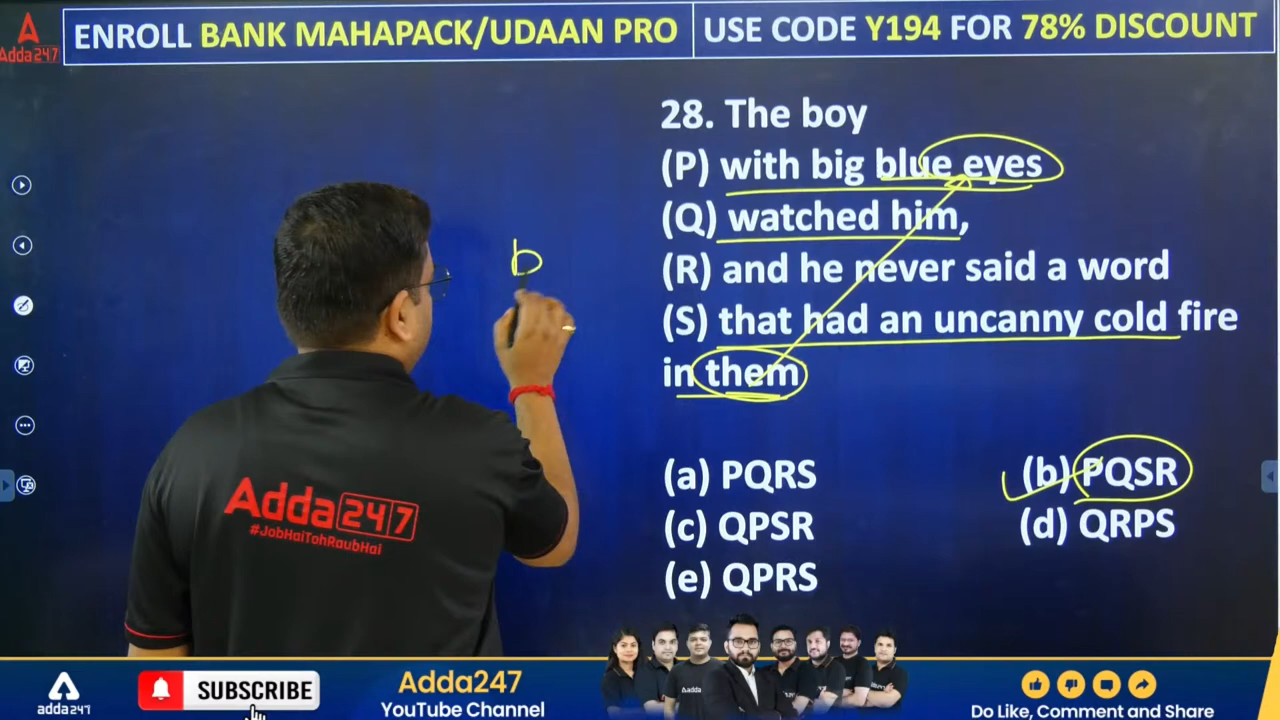 ENROLL BANK MAHAPACK/UDAAN PRO
USE CODE Y194 FOR 78% DISCOUNT
Adda247
28. The boy
(P) with big blue eyes
(Q) watched him,
(R) and he never said a word
(S) that had an uncanny cold fire
in them
b
(a) PQRS
(b) PQSR
(c) QPSR
(d) QRPS
(e) QPRS
Adda247
#JobHaiTohRaubHai
adda247
SUBSCRIBE
Adda247
YouTube Channel
Do Like, Comment and Share